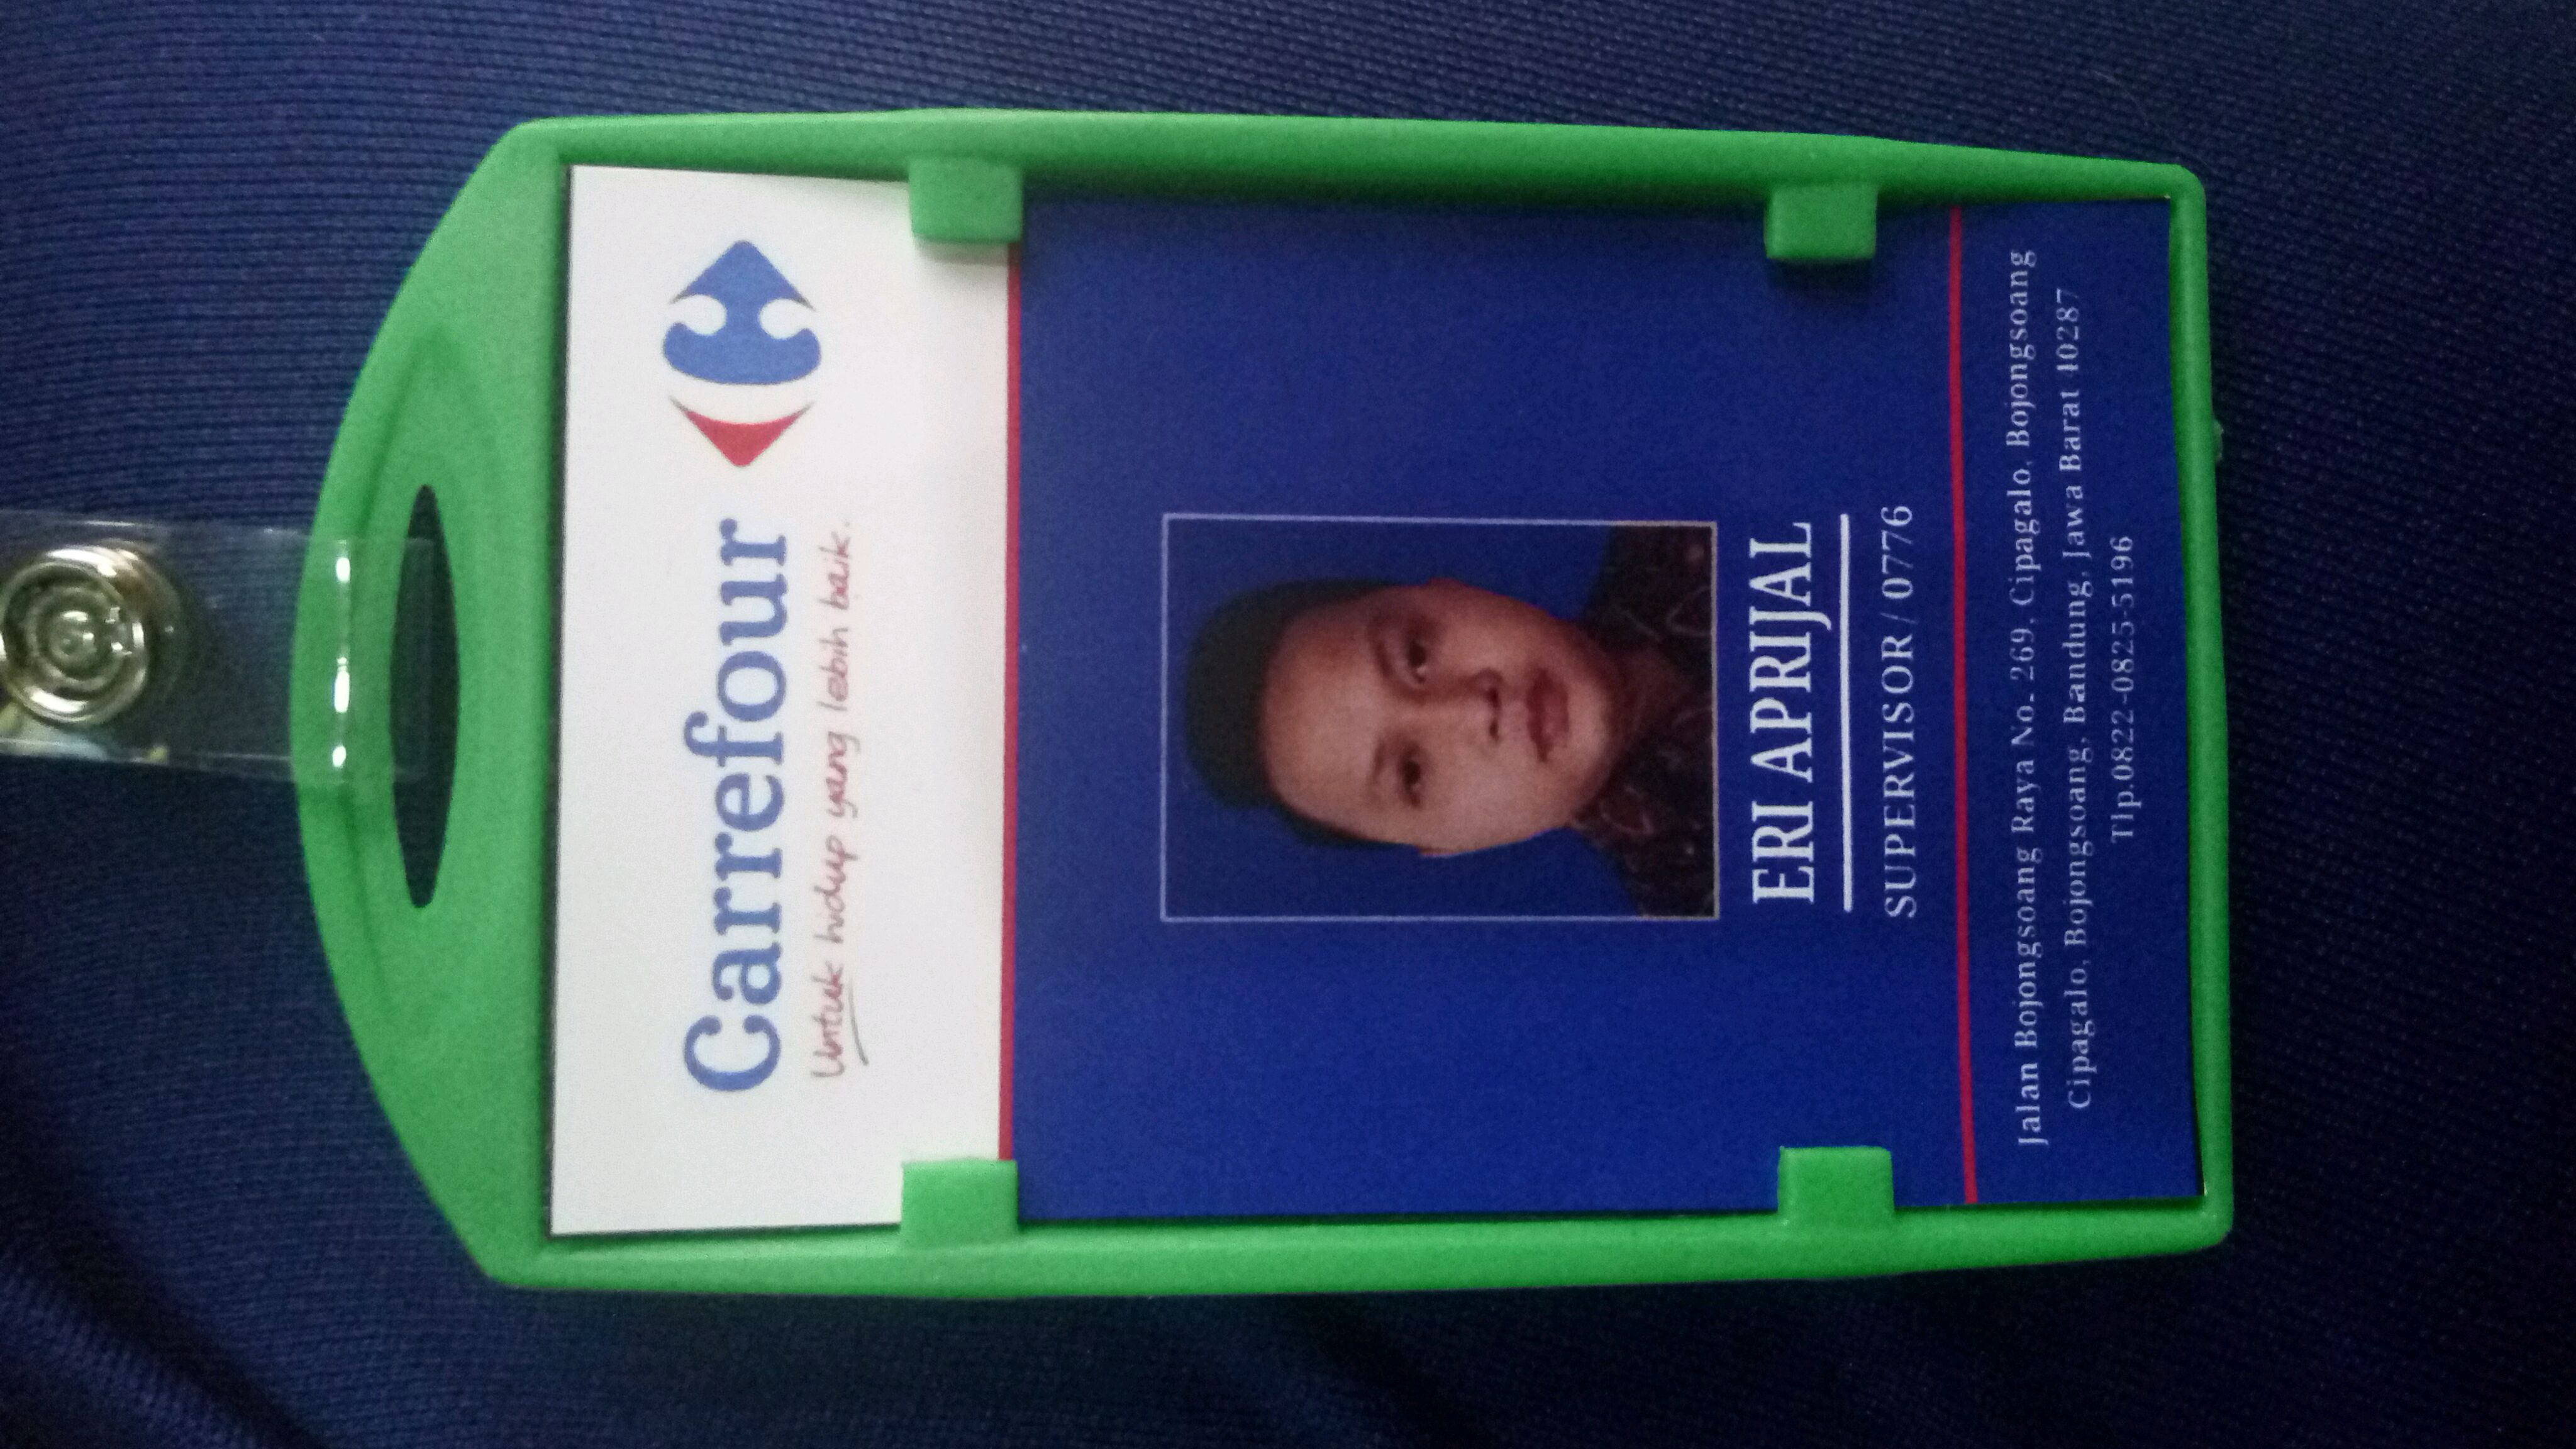 Carrefour
Untuk hidup yang lebih baik.
ERI APRIJAL
SUPERVISOR / 0776
Jalan Bojongsoang Raya No. 269, Cipagalo, Bojongsoang
Cipagalo, Bojongsoang, Bandung, Jawa Barat 40287
Tlp.0822-0825-5196